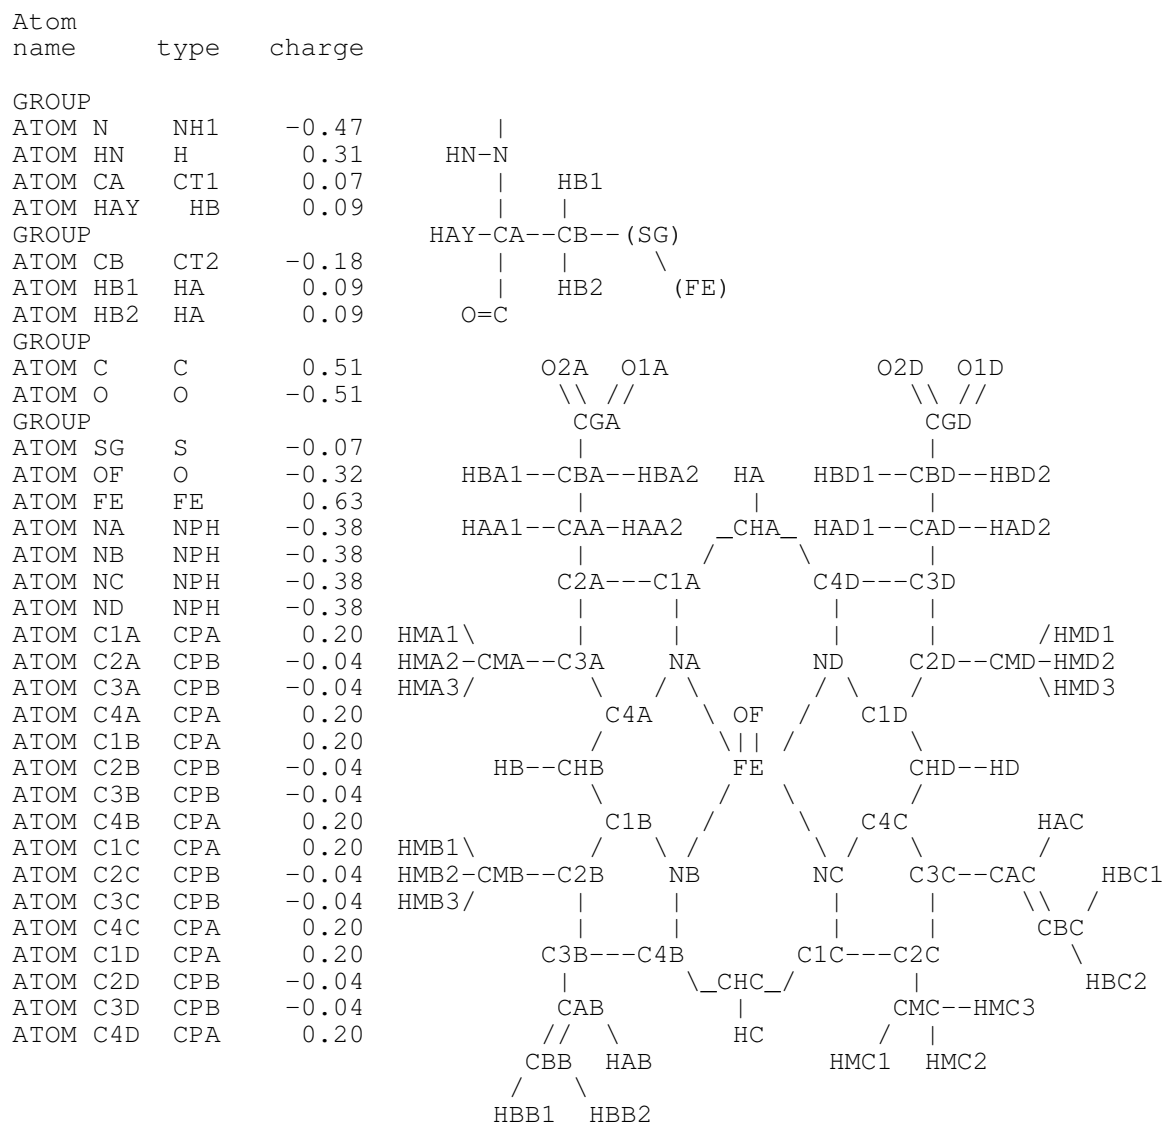 Atom
name     type   charge
GROUP
ATOM N    NH1    -0.47         |
ATOM HN   H       0.31      HN-N
ATOM CA   CT1     0.07         |   HB1
ATOM HAY   HB     0.09         |   |
GROUP                      HAY-CA--CB--(SG)
ATOM CB   CT2    -0.18         |   |     \
ATOM HB1  HA      0.09         |   HB2    (FE)
ATOM HB2  HA      0.09       O=C
GROUP
ATOM C    C       0.51            O2A   O1A             O2D  O1D
ATOM O    O      -0.51             \\ //                  \\ //
GROUP                               CGA                    CGD
ATOM SG   S      -0.07              |                      |
ATOM OF   O      -0.32       HBA1--CBA--HBA2  HA   HBD1--CBD--HBD2
ATOM FE   FE      0.63              |          |           |
ATOM NA   NPH    -0.38       HAA1--CAA-HAA2  _CHA_ HAD1--CAD--HAD2
ATOM NB   NPH    -0.38              |       /     \        |
ATOM NC   NPH    -0.38             C2A---C1A       C4D---C3D
ATOM ND   NPH    -0.38              |     |         |     |
ATOM C1A  CPA     0.20  HMA1\       |     |         |     |      /HMD1
ATOM C2A  CPB    -0.04  HMA2-CMA--C3A    NA        ND    C2D--CMD-HMD2
ATOM C3A  CPB    -0.04  HMA3/       \   / \       / \   /        \HMD3
ATOM C4A  CPA     0.20               C4A   \ OF  /   C1D
ATOM C1B  CPA     0.20              /       \|| /       \
ATOM C2B  CPB    -0.04        HB--CHB        FE         CHD--HD
ATOM C3B  CPB    -0.04              \       /   \       /
ATOM C4B  CPA     0.20               C1B   /     \   C4C        HAC
ATOM C1C  CPA     0.20  HMB1\       /   \ /       \ /   \       /
ATOM C2C  CPB    -0.04  HMB2-CMB--C2B    NB        NC    C3C--CAC    HBC1
ATOM C3C  CPB    -0.04  HMB3/      |     |         |     |     \\  /
ATOM C4C  CPA     0.20             |     |         |     |      CBC
ATOM C1D  CPA     0.20            C3B---C4B       C1C---C2C       \
ATOM C2D  CPB    -0.04             |       \_CHC_/       |        HBC2
ATOM C3D  CPB    -0.04            CAB         |         CMC--HMC3
ATOM C4D  CPA     0.20           //  \        HC       /  |
CBB  HAB             HMC1  HMC2
/   \
HBB1  HBB2